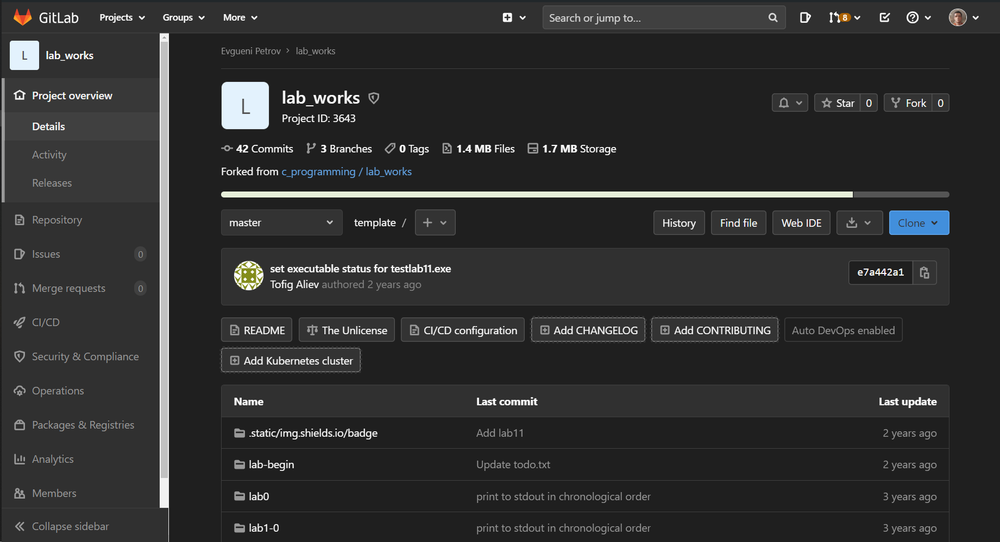 GitLab Projects Groups More Search or jump to... 8
L lab_works
Project overview
Details
Activity
Releases
Repository
Issues 0
Merge requests 0
CI/CD
Security & Compliance
Operations
Packages & Registries
Analytics
Members
Collapse sidebar
Evgueni Petrov > lab_works
L
lab_works
Project ID: 3643
Star 0 Fork 0
42 Commits 3 Branches 0 Tags 1.4 MB Files 1.7 MB Storage
Forked from c_programming / lab_works
master template / + History Find file Web IDE Clone
set executable status for testlab11.exe
Tofig Aliev authored 2 years ago
e7a442a1
README The Unlicense CI/CD configuration Add CHANGELOG Add CONTRIBUTING Auto DevOps enabled
Add Kubernetes cluster
Name Last commit Last update
.static/img.shields.io/badge Add lab11 2 years ago
lab-begin Update todo.txt 2 years ago
lab0 print to stdout in chronological order 3 years ago
lab1-0 print to stdout in chronological order 3 years ago